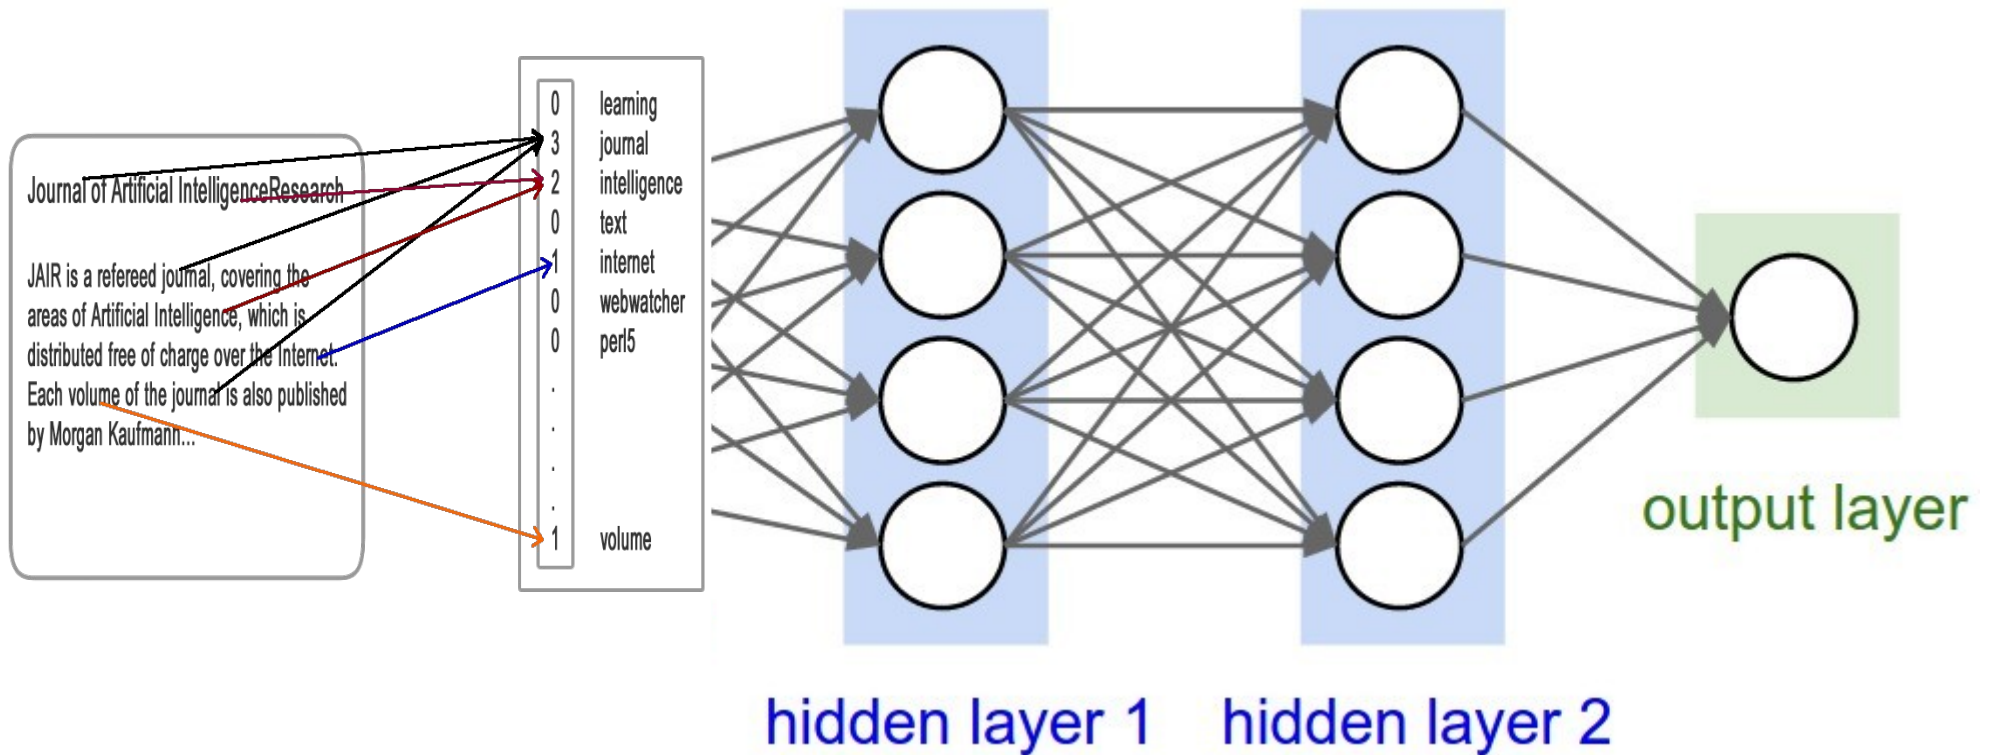 Journal of Artificial IntelligenceResearch
JAIR is a refereed journal, covering the
areas of Artificial Intelligence, which is
distributed free of charge over the Internet.
Each volume of the journal is also published
by Morgan Kaufmann...
0 learning
3 journal
2 intelligence
0 text
1 internet
0 webwatcher
0 perl5
.
.
.
.
1 volume
hidden layer 1
hidden layer 2
output layer